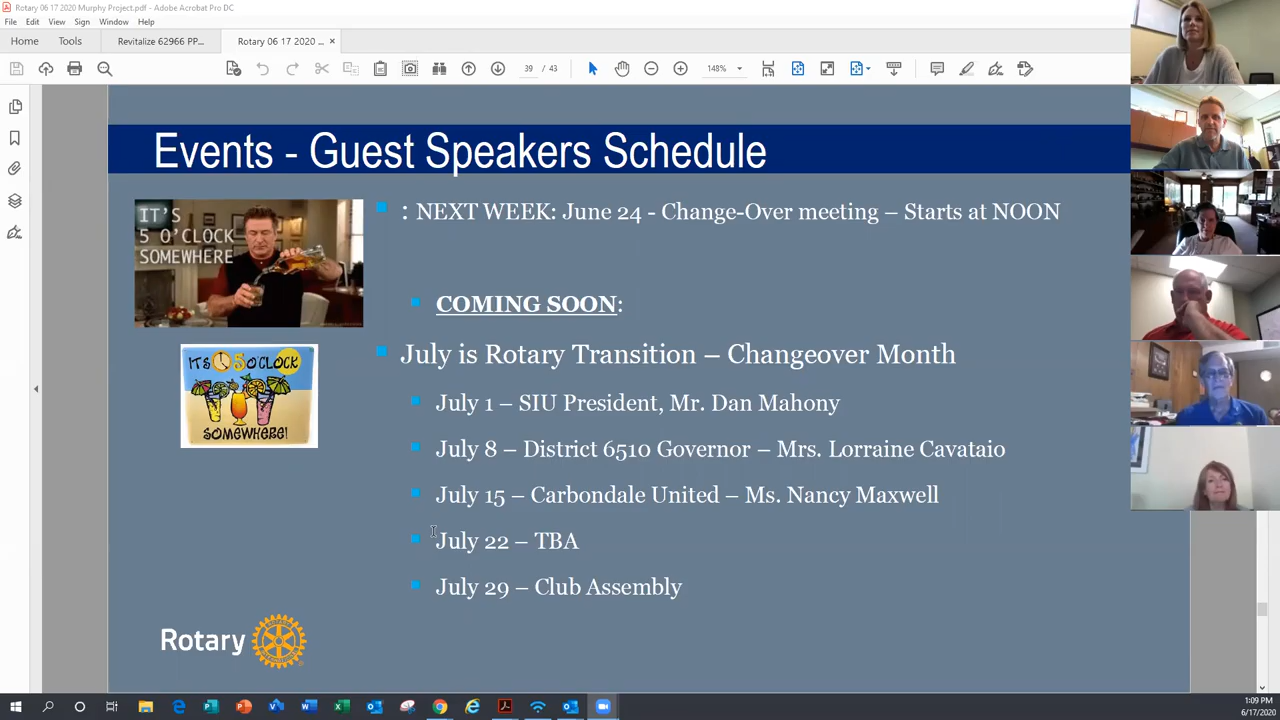 Rotary 06 17 2020 Murphy Project.pdf - Adobe Acrobat Pro DC
File Edit View Sign Window Help
Home Tools Revitalize 62966 PP... Rotary 06 17 2020 ... ×
39 / 43 148%
Events - Guest Speakers Schedule
IT'S
5 O'CLOCK
SOMEWHERE
: NEXT WEEK: June 24 - Change-Over meeting – Starts at NOON
COMING SOON:
IT'S 5 O'CLOCK
SOMEWHERE!
July is Rotary Transition – Changeover Month
July 1 – SIU President, Mr. Dan Mahony
July 8 – District 6510 Governor – Mrs. Lorraine Cavataio
July 15 – Carbondale United – Ms. Nancy Maxwell
July 22 – TBA
July 29 – Club Assembly
Rotary
1:09 PM
6/17/2020